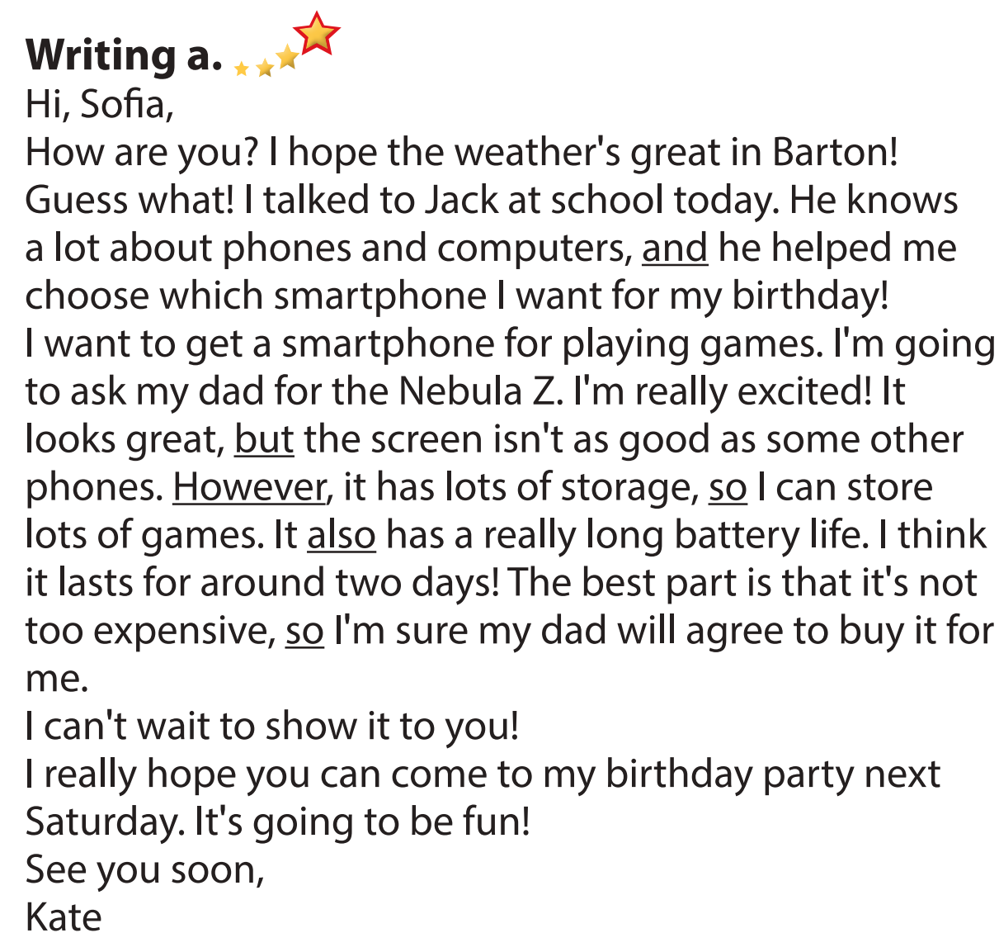 Writing a.
Hi, Sofia,
How are you? I hope the weather's great in Barton!
Guess what! I talked to Jack at school today. He knows
a lot about phones and computers, and he helped me
choose which smartphone I want for my birthday!
I want to get a smartphone for playing games. I'm going
to ask my dad for the Nebula Z. I'm really excited! It
looks great, but the screen isn't as good as some other
phones. However, it has lots of storage, so I can store
lots of games. It also has a really long battery life. I think
it lasts for around two days! The best part is that it's not
too expensive, so I'm sure my dad will agree to buy it for
me.
I can't wait to show it to you!
I really hope you can come to my birthday party next
Saturday. It's going to be fun!
See you soon,
Kate